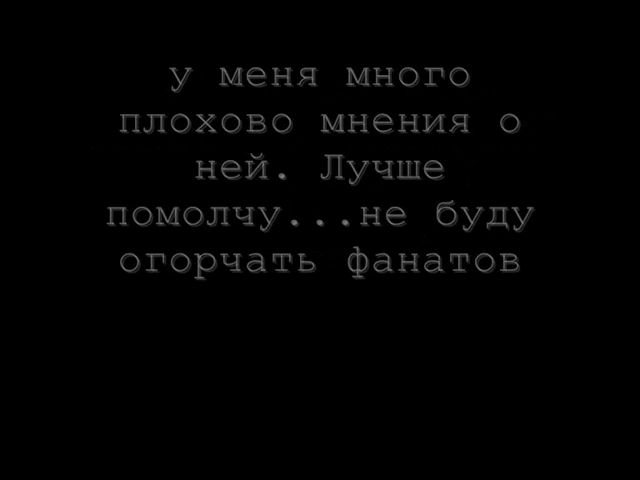 у меня много
плохово мнения о
ней. Лучше
помолчу...не буду
огорчать фанатов